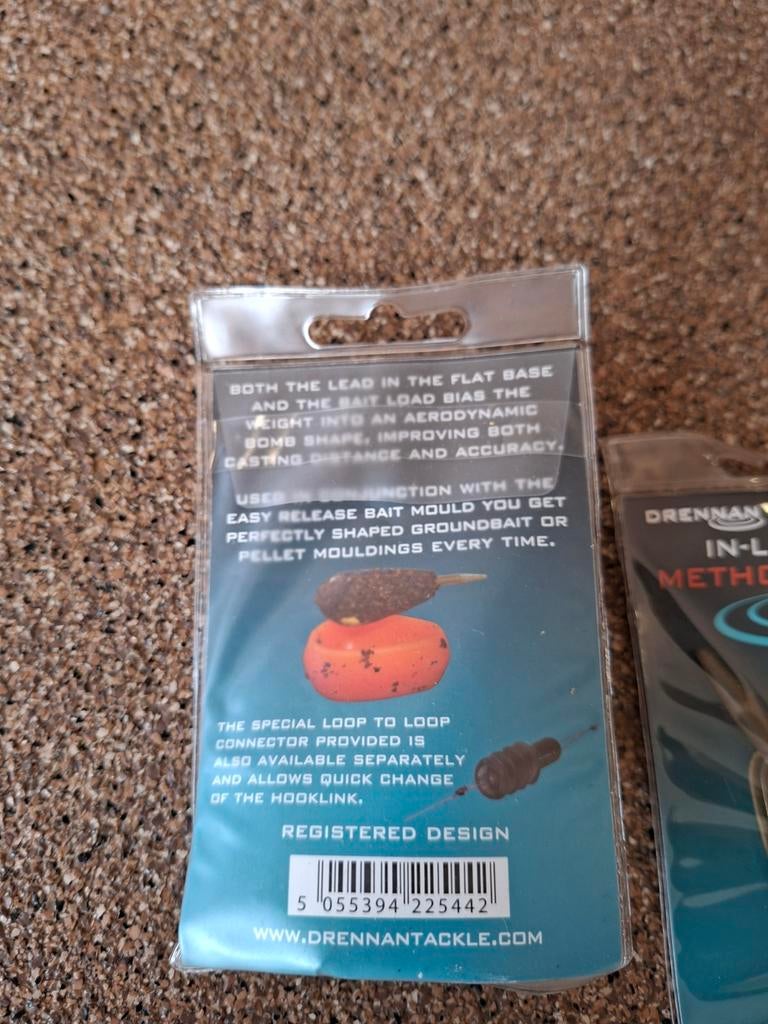 BOTH THE LEAD IN THE FLAT BASE
AND THE BAIT LOAD BIAS THE
WEIGHT INTO AN AERODYNAMIC
BOMB SHAPE, IMPROVING BOTH
CASTING DISTANCE AND ACCURACY.
USED IN CONJUNCTION WITH THE
EASY RELEASE BAIT MOULD YOU GET
PERFECTLY SHAPED GROUNDBAIT OR
PELLET MOULDINGS EVERY TIME.
THE SPECIAL LOOP TO LOOP
CONNECTOR PROVIDED IS
ALSO AVAILABLE SEPARATELY
AND ALLOWS QUICK CHANGE
OF THE HOOKLINK.
REGISTERED DESIGN
5 055394 225442
WWW.DRENNANTACKLE.COM
DRENNAN
IN-L
METHO